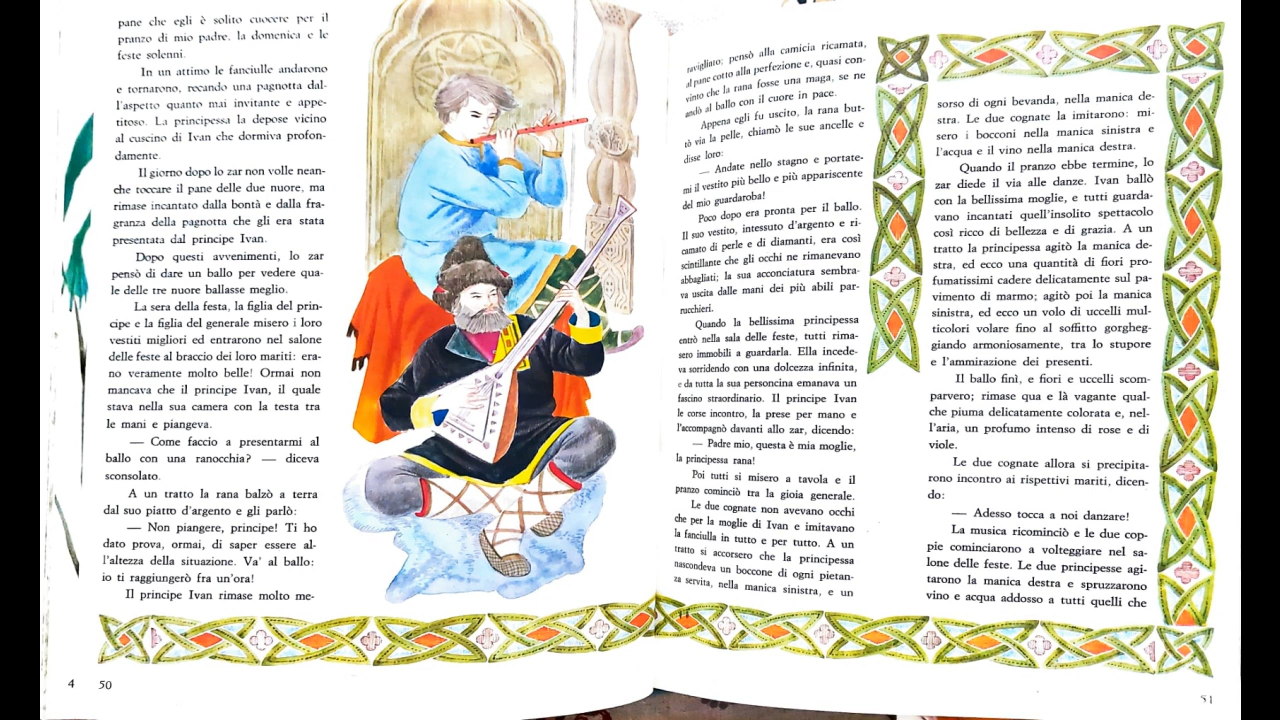 pane che egli è solito cuocere per il
pranzo di mio padre, la domenica e le
feste solenni.
In un attimo le fanciulle andarono
e tornarono, recando una pagnotta dal-
l'aspetto quanto mai invitante e appe-
titoso. La principessa la depose vicino
al cuscino di Ivan che dormiva profon-
damente.
Il giorno dopo lo zar non volle nean-
che toccare il pane delle due nuore, ma
rimase incantato dalla bontà e dalla fra-
granza della pagnotta che gli era stata
presentata dal principe Ivan.
Dopo questi avvenimenti, lo zar
pensò di dare un ballo per vedere qua-
le delle tre nuore ballasse meglio.
La sera della festa, la figlia del prin-
cipe e la figlia del generale misero i loro
vestiti migliori ed entrarono nel salone
delle feste al braccio dei loro mariti: era-
no veramente molto belle! Ormai non
mancava che il principe Ivan, il quale
stava nella sua camera con la testa tra
le mani e piangeva.
— Come faccio a presentarmi al
ballo con una ranocchia? — diceva
sconsolato.
A un tratto la rana balzò a terra
dal suo piatto d'argento e gli parlò:
— Non piangere, principe! Ti ho
dato prova, ormai, di saper essere al-
l'altezza della situazione. Va' al ballo:
io ti raggiungerò fra un'ora!
Il principe Ivan rimase molto me-
4 50
ravigliato; pensò alla camicia ricamata,
al pane cotto alla perfezione e, quasi con-
vinto che la rana fosse una maga, se ne
andò al ballo con il cuore in pace.
Appena egli fu uscito, la rana but-
tò via la pelle, chiamò le sue ancelle e
disse loro:
— Andate nello stagno e portate-
mi il vestito più bello e più appariscente
del mio guardaroba!
Poco dopo era pronta per il ballo.
Il suo vestito, intessuto d'argento e ri-
camato di perle e di diamanti, era così
scintillante che gli occhi ne rimanevano
abbagliati; la sua acconciatura sembra-
va uscita dalle mani dei più abili par-
rucchieri.
Quando la bellissima principessa
entrò nella sala delle feste, tutti rima-
sero immobili a guardarla. Ella incede-
va sorridendo con una dolcezza infinita,
e da tutta la sua personcina emanava un
fascino straordinario. Il principe Ivan
le corse incontro, la prese per mano e
l'accompagnò davanti allo zar, dicendo:
— Padre mio, questa è mia moglie,
la principessa rana!
Poi tutti si misero a tavola e il
pranzo cominciò tra la gioia generale.
Le due cognate non avevano occhi
che per la moglie di Ivan e imitavano
la fanciulla in tutto e per tutto. A un
tratto si accorsero che la principessa
nascondeva un boccone di ogni pietan-
za servita, nella manica sinistra, e un
sorso di ogni bevanda, nella manica de-
stra. Le due cognate la imitarono: mi-
sero i bocconi nella manica sinistra e
l'acqua e il vino nella manica destra.
Quando il pranzo ebbe termine, lo
zar diede il via alle danze. Ivan ballò
con la bellissima moglie, e tutti guarda-
vano incantati quell'insolito spettacolo
così ricco di bellezza e di grazia. A un
tratto la principessa agitò la manica de-
stra, ed ecco una quantità di fiori pro-
fumatissimi cadere delicatamente sul pa-
vimento di marmo; agitò poi la manica
sinistra, ed ecco un volo di uccelli mul-
ticolori volare fino al soffitto gorgheg-
giando armoniosamente, tra lo stupore
e l'ammirazione dei presenti.
Il ballo finì, e fiori e uccelli scom-
parvero; rimase qua e là vagante qual-
che piuma delicatamente colorata e, nel-
l'aria, un profumo intenso di rose e di
viole.
Le due cognate allora si precipita-
rono incontro ai rispettivi mariti, dicen-
do:
— Adesso tocca a noi danzare!
La musica ricominciò e le due cop-
pie cominciarono a volteggiare nel sa-
lone delle feste. Le due principesse agi-
tarono la manica destra e spruzzarono
vino e acqua addosso a tutti quelli che
51